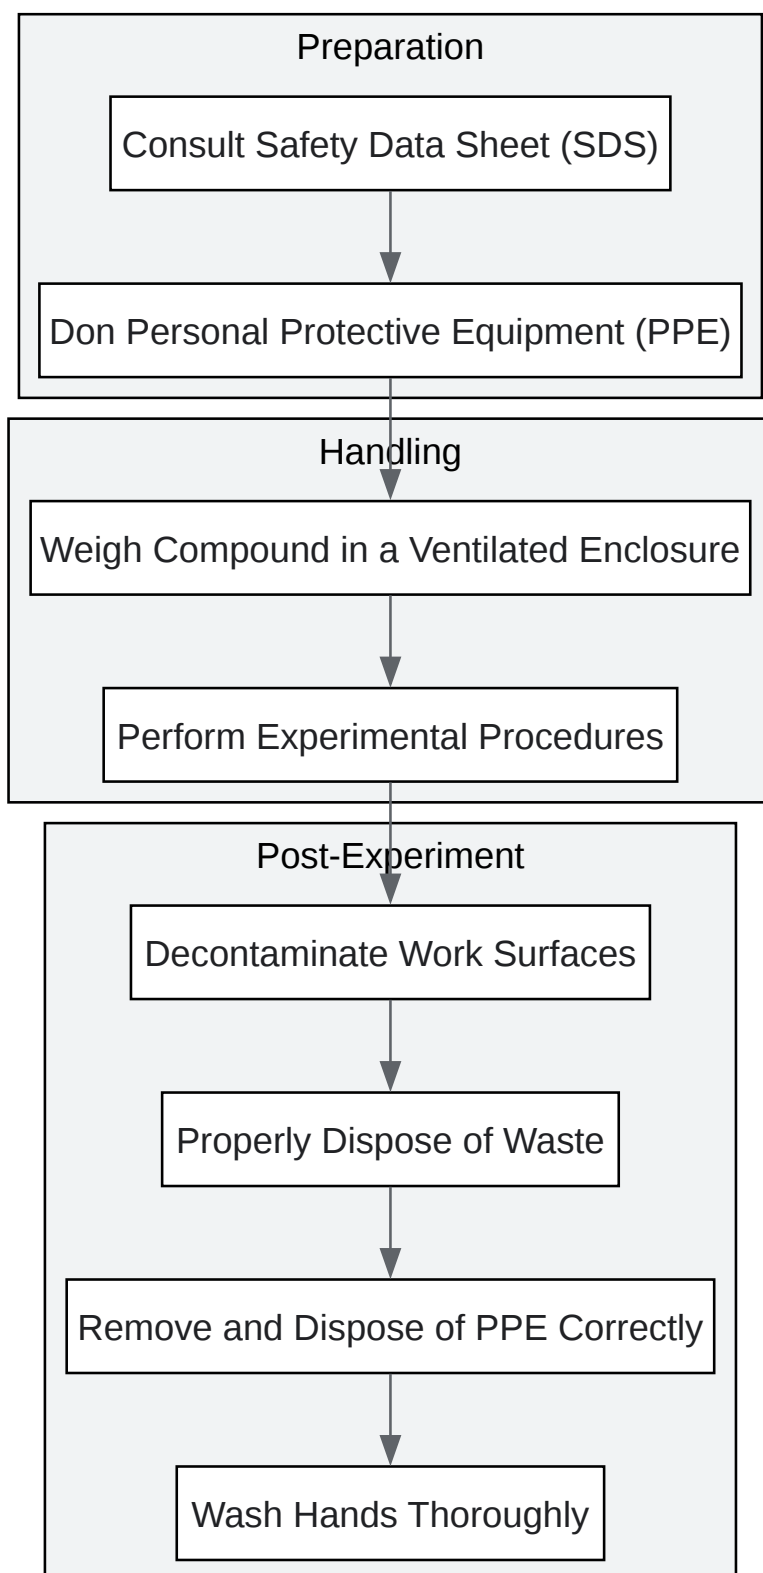 Preparation
Consult Safety Data Sheet (SDS)
Don Personal Protective Equipment (PPE)
Handling
Weigh Compound in a Ventilated Enclosure
Perform Experimental Procedures
Post-Experiment
Decontaminate Work Surfaces
Properly Dispose of Waste
Remove and Dispose of PPE Correctly
Wash Hands Thoroughly